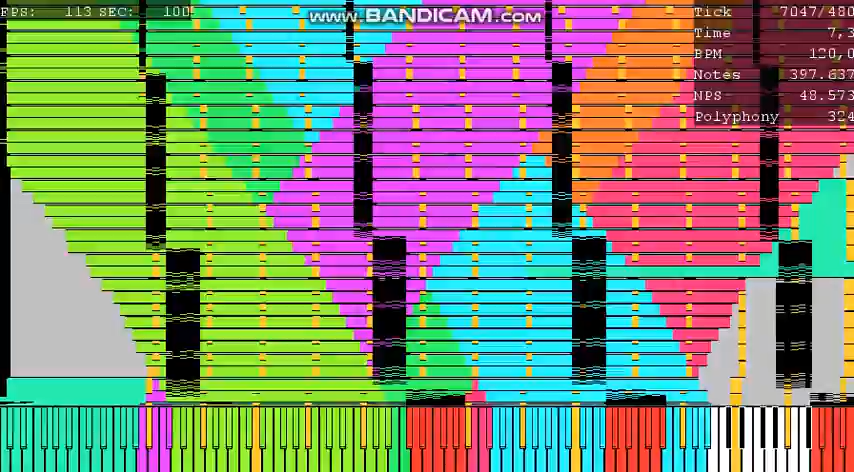 FPS: 113 SEC: 100
www.BANDICAM.com
Tick 7047/480
Time 7,3
BPM 120,0
Notes 397.637
NPS 48.573
Polyphony 324